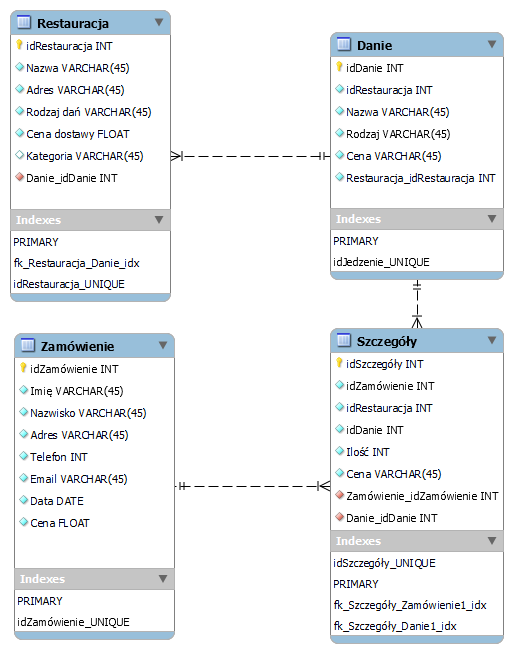 Restauracja
idRestauracja INT
Nazwa VARCHAR(45)
Adres VARCHAR(45)
Rodzaj dań VARCHAR(45)
Cena dostawy FLOAT
Kategoria VARCHAR(45)
Danie_idDanie INT
Indexes
PRIMARY
fk_Restauracja_Danie_idx
idRestauracja_UNIQUE
Danie
idDanie INT
idRestauracja INT
Nazwa VARCHAR(45)
Rodzaj VARCHAR(45)
Cena VARCHAR(45)
Restauracja_idRestauracja INT
Indexes
PRIMARY
idJedzenie_UNIQUE
Zamówienie
idZamówienie INT
Imię VARCHAR(45)
Nazwisko VARCHAR(45)
Adres VARCHAR(45)
Telefon INT
Email VARCHAR(45)
Data DATE
Cena FLOAT
Indexes
PRIMARY
idZamówienie_UNIQUE
Szczegóły
idSzczegóły INT
idZamówienie INT
idRestauracja INT
idDanie INT
Ilość INT
Cena VARCHAR(45)
Zamówienie_idZamówienie INT
Danie_idDanie INT
Indexes
idSzczegóły_UNIQUE
PRIMARY
fk_Szczegóły_Zamówienie1_idx
fk_Szczegóły_Danie1_idx